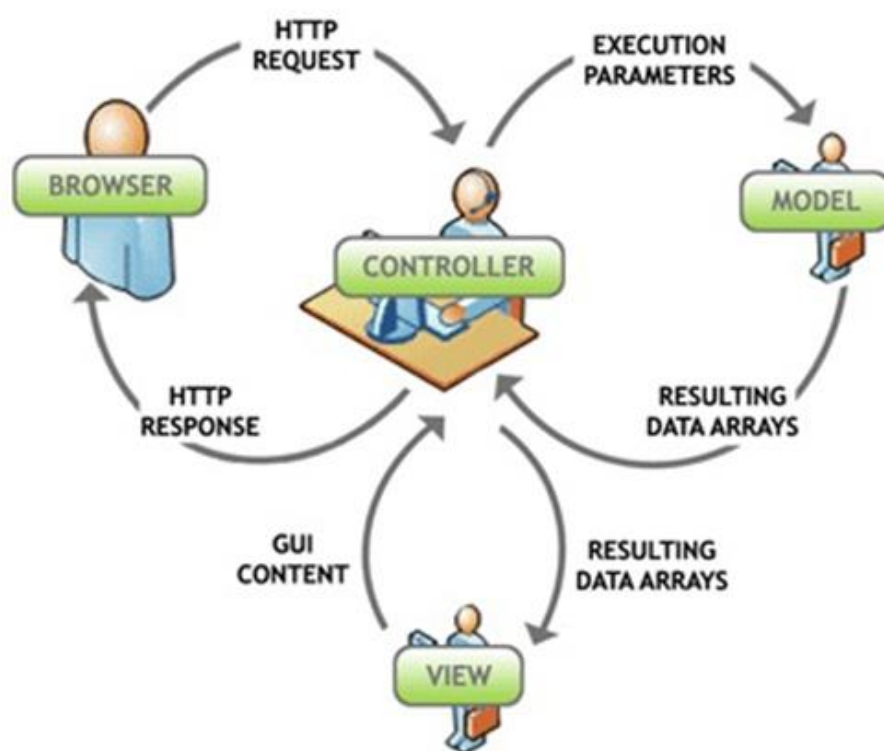 HTTP
REQUEST
EXECUTION
PARAMETERS
BROWSER
MODEL
CONTROLLER
HTTP
RESPONSE
RESULTING
DATA ARRAYS
GUI
CONTENT
RESULTING
DATA ARRAYS
VIEW